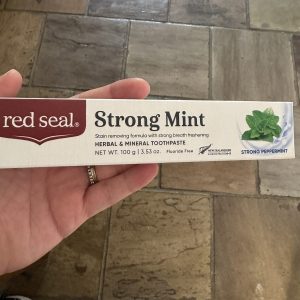 red seal®
Strong Mint
Stain removing formula with strong breath freshening
HERBAL & MINERAL TOOTHPASTE
NET WT. 100 g | 3.53 oz. Fluoride Free
STRONG PEPPERMINT